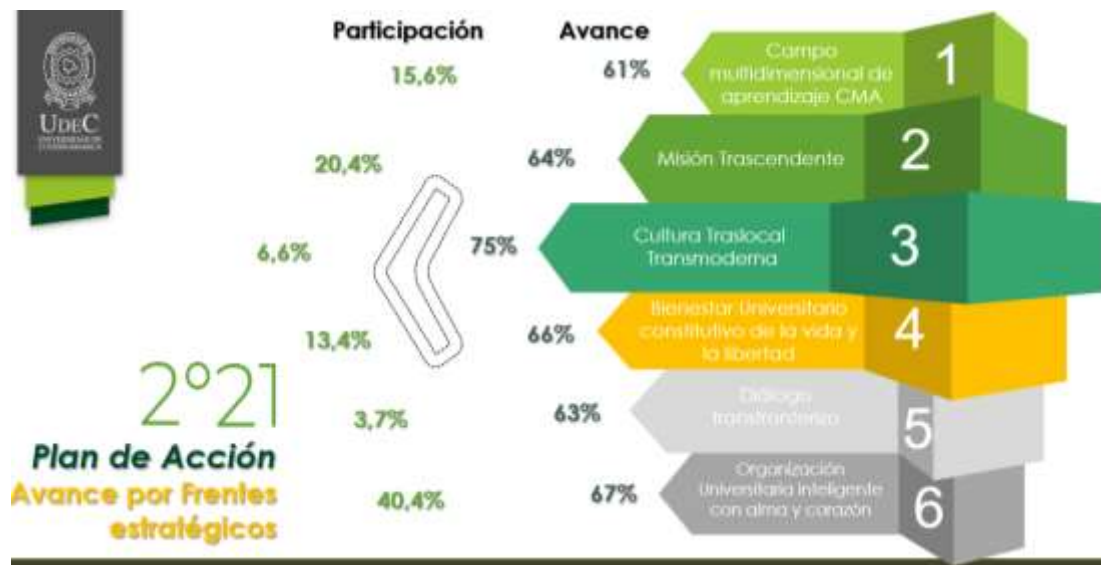 Participación
Avance
UDEC
UNIVERSIDAD DE
CUNDINAMARCA
15,6%
61%
Campo
multidimensional de
aprendizaje CMA
1
20,4%
64%
Misión Trascendente
2
6,6%
75%
Cultura Traslocal
Transmoderna
3
13,4%
66%
Bienestar Universitario
constitutivo de la vida y
la libertad
4
3,7%
63%
Diálogo
transfronterizo
5
40,4%
67%
Organización
Universitaria inteligente
con alma y corazón
6
2°21
Plan de Acción
Avance por Frentes
estratégicos